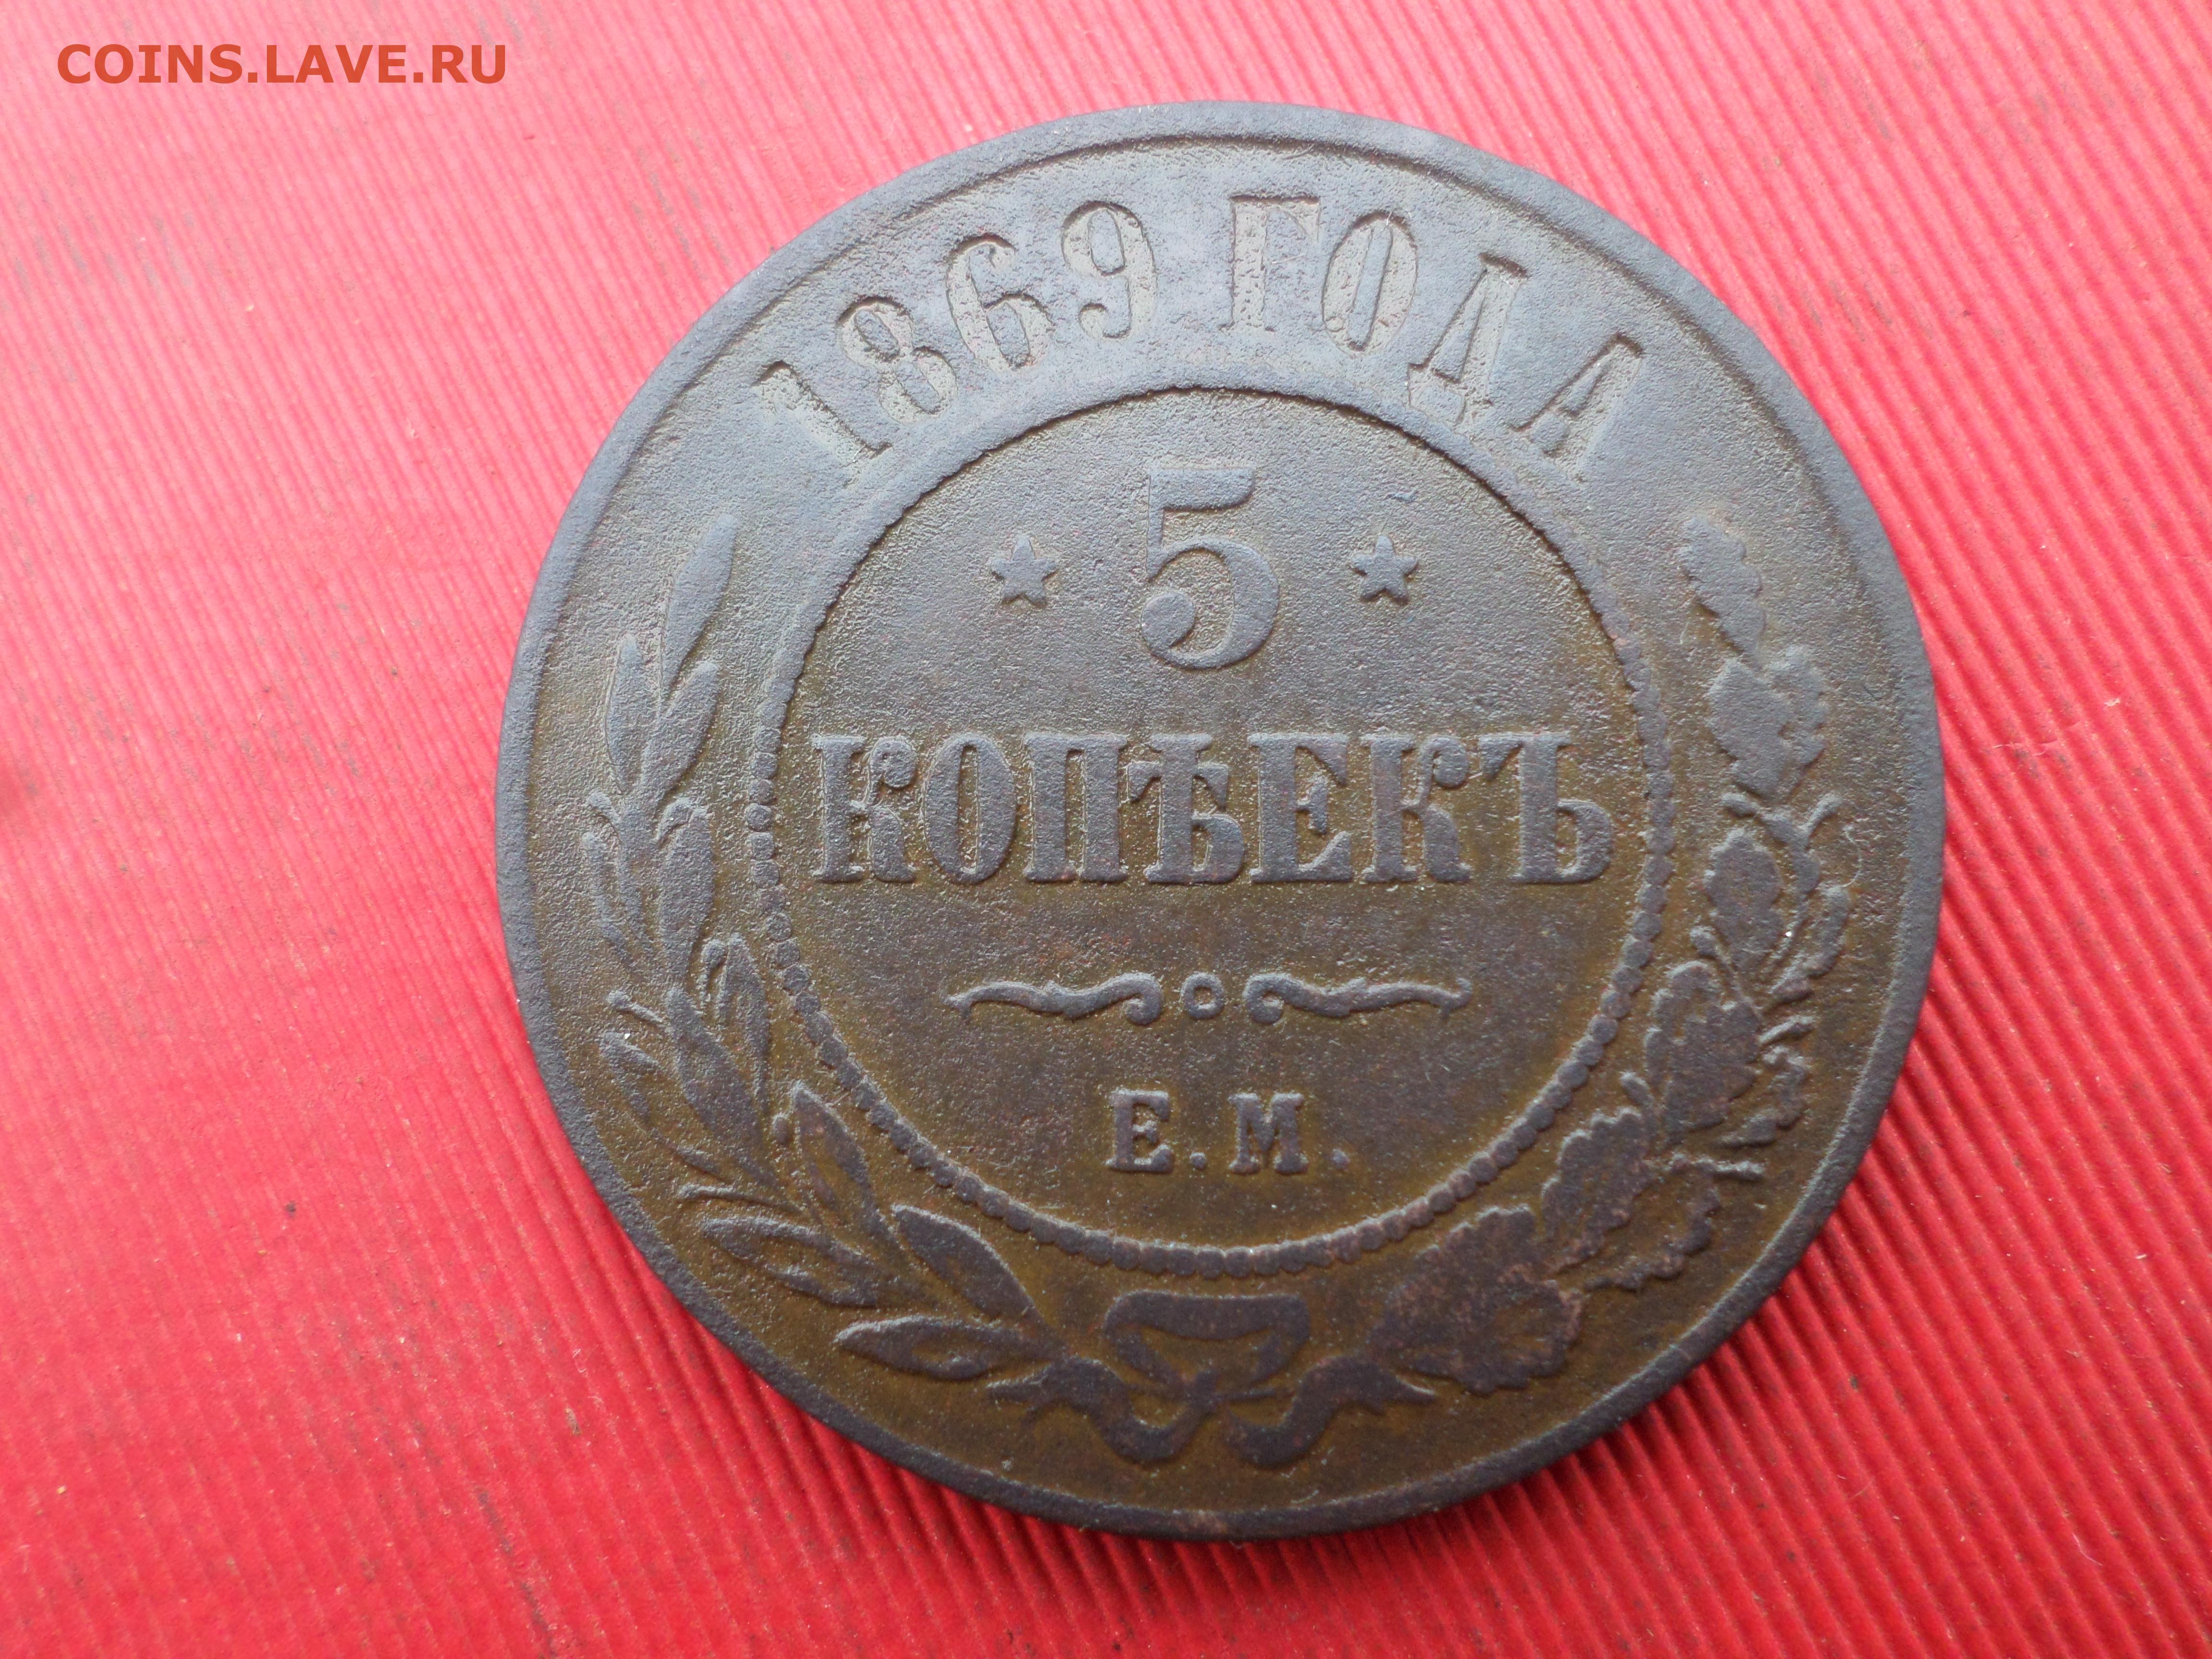 COINS.LAVE.RU
1869 ГОДА
5
КОПѢЕКЪ
Е.М.